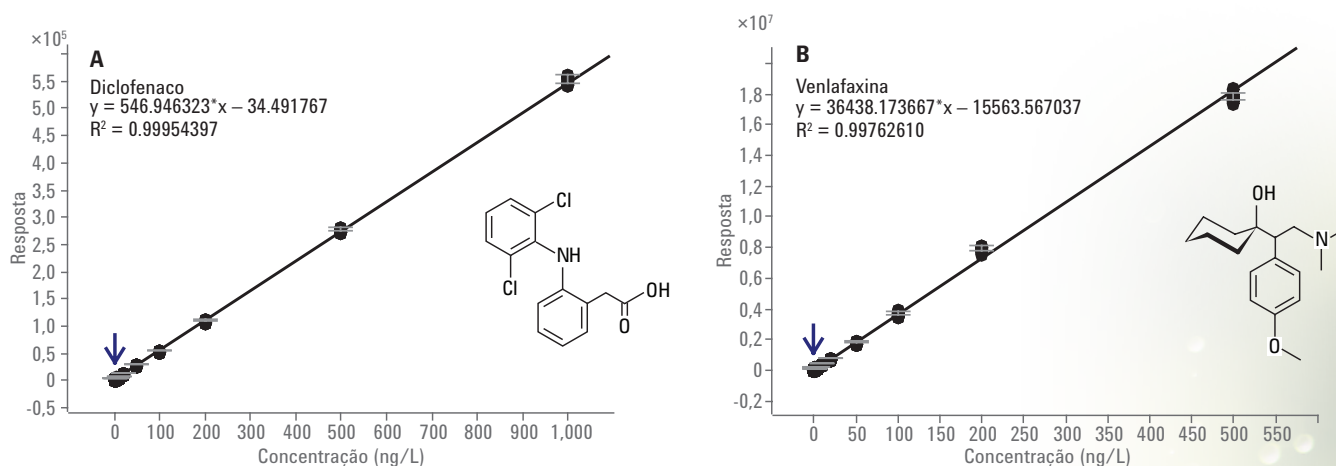 ×10⁵
A
Diclofenaco
y = 546.946323*x – 34.491767
R² = 0.99954397
5,5
5,0
4,5
4,0
3,5
3,0
2,5
2,0
1,5
1,0
0,5
0
-0,5
Resposta
Cl
NH
Cl
OH
O
0 100 200 300 400 500 600 700 800 900 1,000
Concentração (ng/L)
×10⁷
B
Venlafaxina
y = 36438.173667*x – 15563.567037
R² = 0.99762610
1,8
1,6
1,4
1,2
1,0
0,8
0,6
0,4
0,2
0
-0,2
Resposta
OH
N
O
0 50 100 150 200 250 300 350 400 450 500 550
Concentração (ng/L)